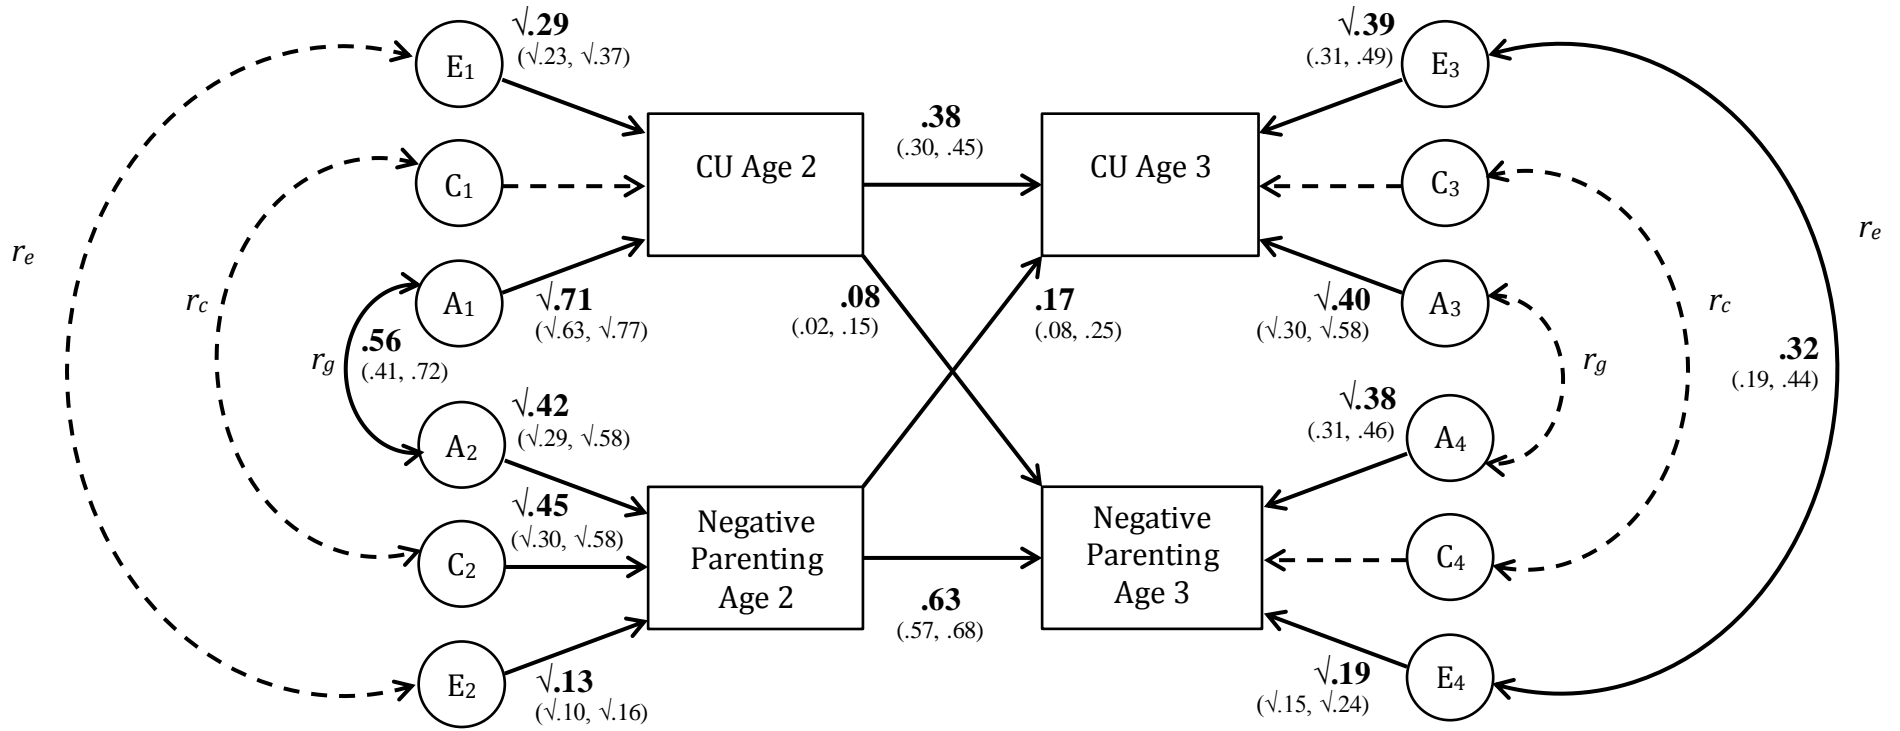 √.29
(√.23, √.37)
E1
C1
A1
√.71
(√.63, √.77)
re
rc
rg
.56
(.41, .72)
A2
√.42
(√.29, √.58)
C2
√.45
(√.30, √.58)
E2
√.13
(√.10, √.16)
CU Age 2
Negative
Parenting
Age 2
.38
(.30, .45)
.08
(.02, .15)
.17
(.08, .25)
.63
(.57, .68)
CU Age 3
Negative
Parenting
Age 3
√.39
(.31, .49)
E3
C3
A3
√.40
(√.30, √.58)
A4
√.38
(.31, .46)
C4
E4
√.19
(√.15, √.24)
rg
rc
re
.32
(.19, .44)